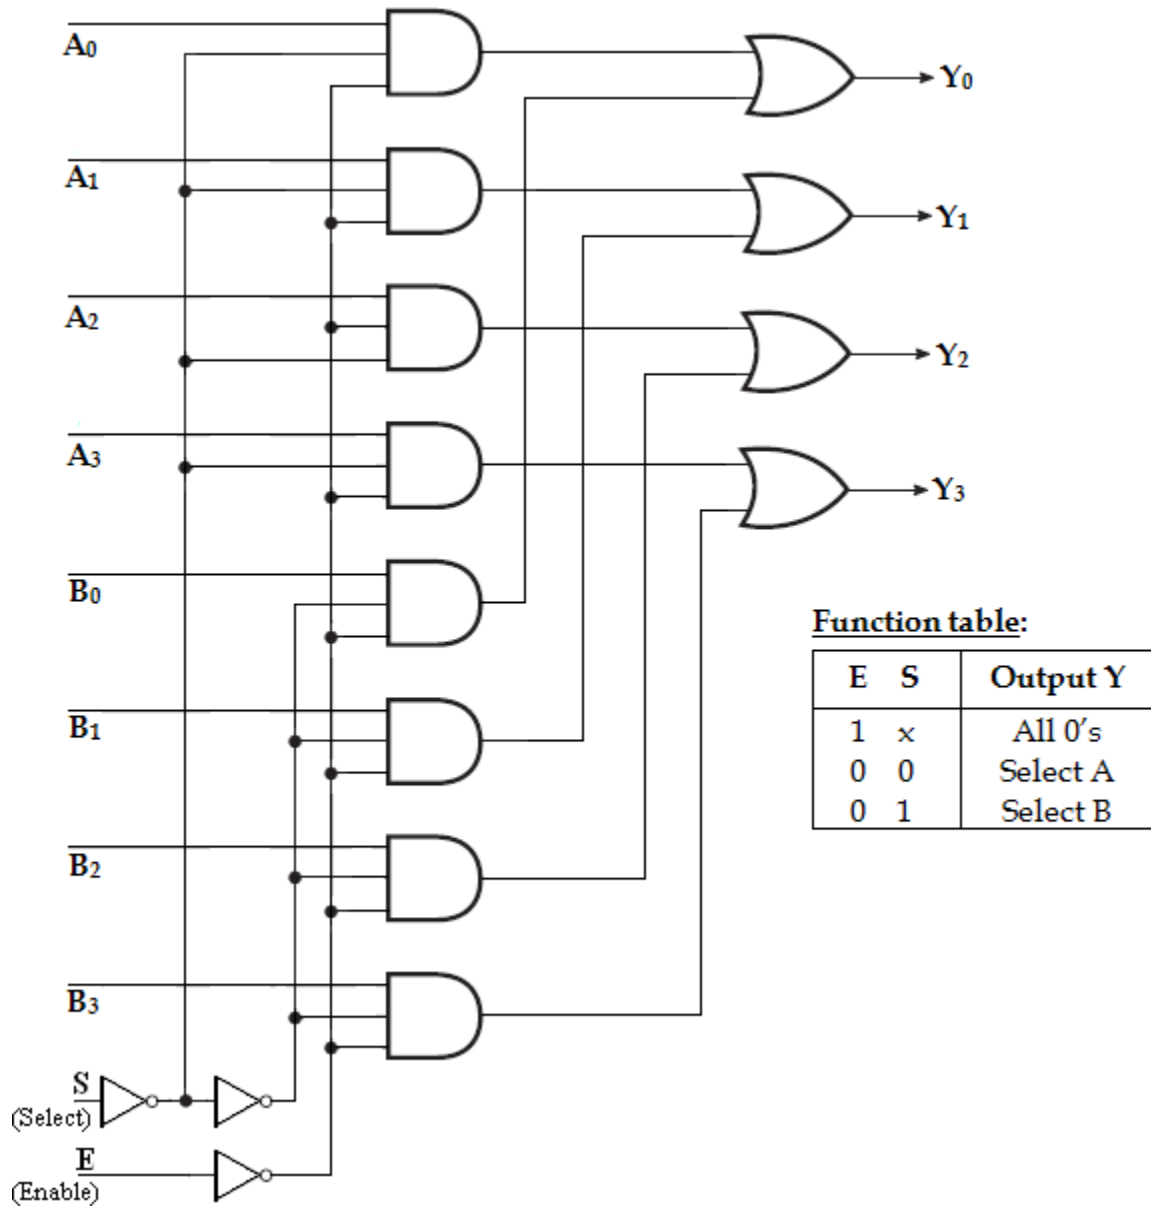 A0
Y0
A1
Y1
A2
Y2
A3
Y3
B0
Function table:
E S Output Y
1 x All 0's
0 0 Select A
0 1 Select B
B1
B2
B3
S
(Select)
E
(Enable)